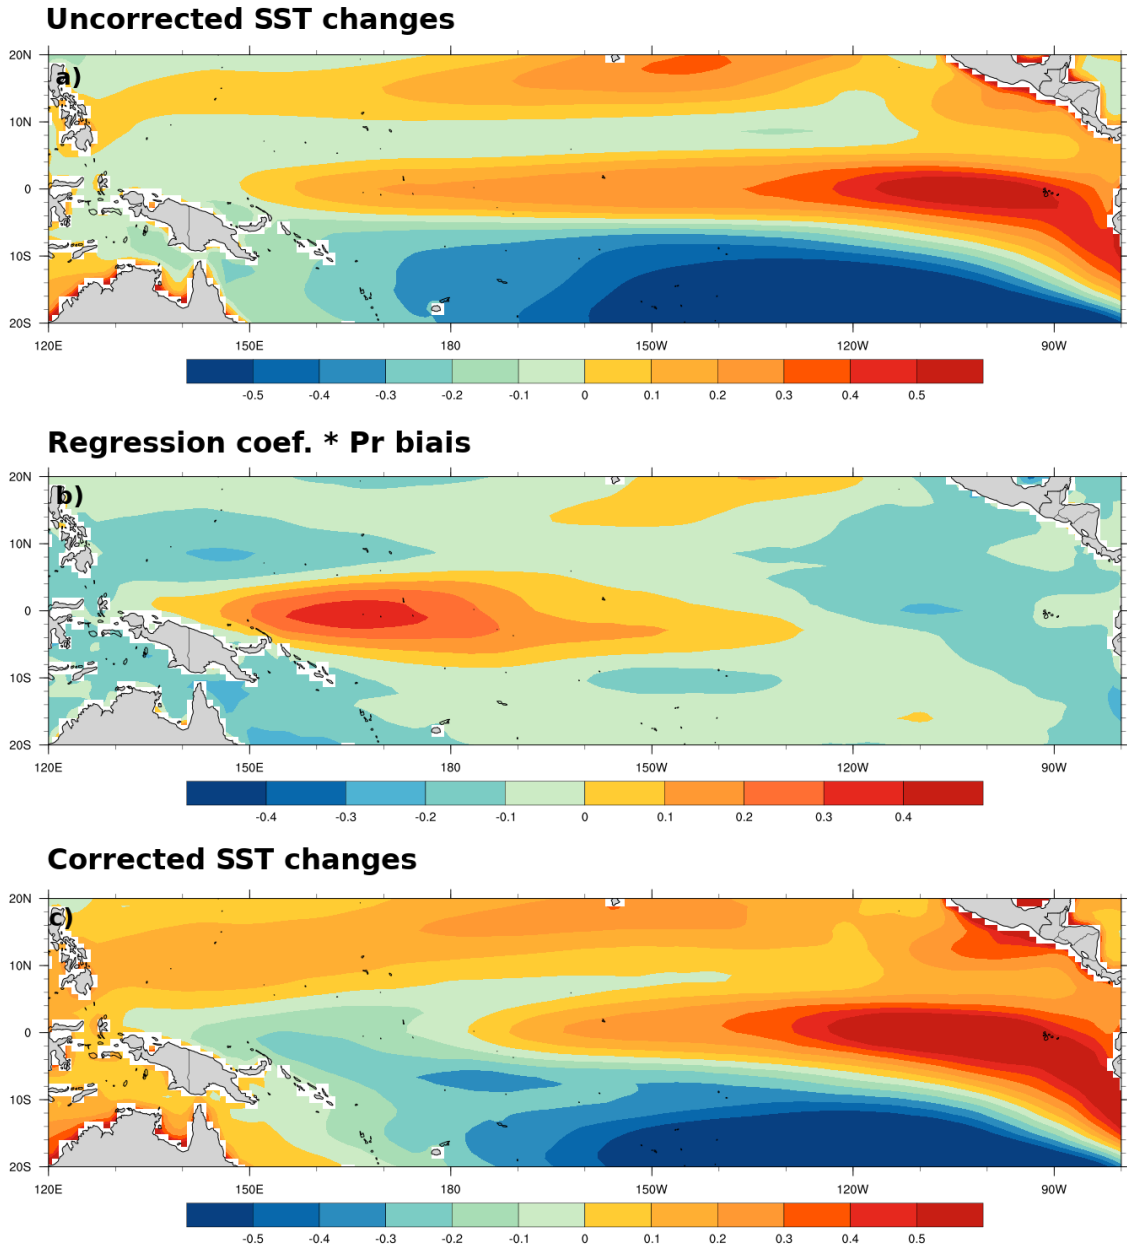 Uncorrected SST changes
a)
20N
10N
0
10S
20S
120E 150E 180 150W 120W 90W
-0.5 -0.4 -0.3 -0.2 -0.1 0 0.1 0.2 0.3 0.4 0.5
Regression coef. * Pr biais
b)
20N
10N
0
10S
20S
120E 150E 180 150W 120W 90W
-0.4 -0.3 -0.2 -0.1 0 0.1 0.2 0.3 0.4
Corrected SST changes
c)
20N
10N
0
10S
20S
120E 150E 180 150W 120W 90W
-0.5 -0.4 -0.3 -0.2 -0.1 0 0.1 0.2 0.3 0.4 0.5